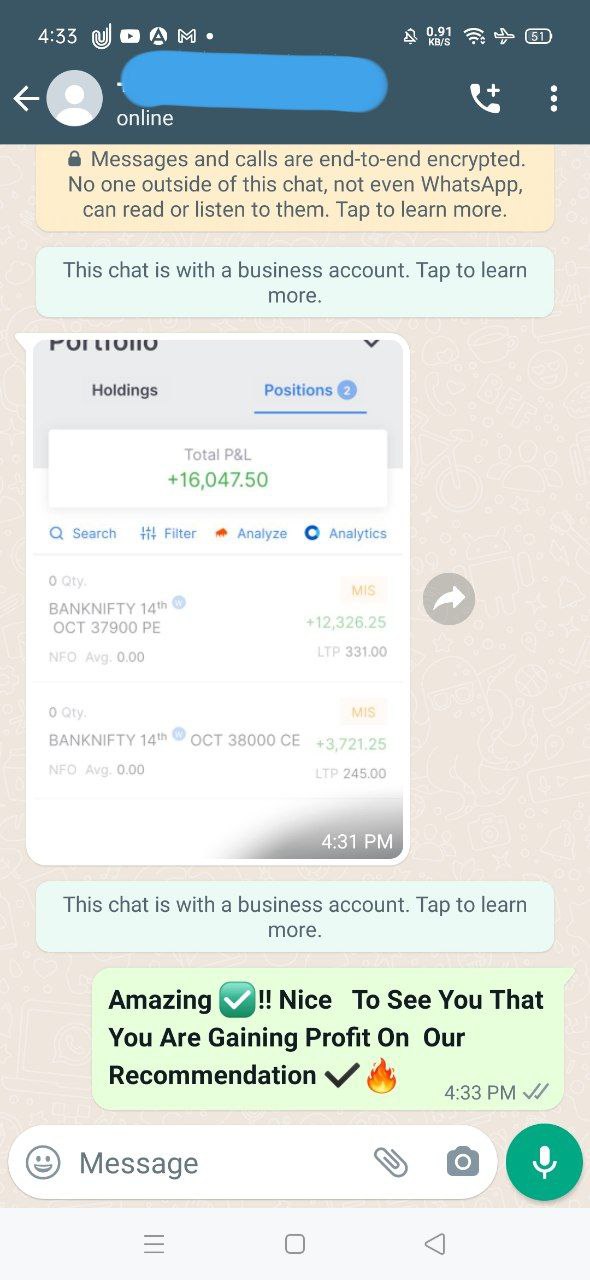 4:33
0.91
KB/S
51
online
Messages and calls are end-to-end encrypted.
No one outside of this chat, not even WhatsApp,
can read or listen to them. Tap to learn more.
This chat is with a business account. Tap to learn
more.
Portfolio
Holdings
Positions 2
Total P&L
+16,047.50
Search Filter Analyze Analytics
0 Qty.
MIS
BANKNIFTY 14th W
OCT 37900 PE
+12,326.25
NFO Avg. 0.00
LTP 331.00
0 Qty.
MIS
BANKNIFTY 14th W OCT 38000 CE +3,721.25
NFO Avg. 0.00
LTP 245.00
4:31 PM
This chat is with a business account. Tap to learn
more.
Amazing ✅!! Nice To See You That
You Are Gaining Profit On Our
Recommendation ✔🔥
4:33 PM
Message